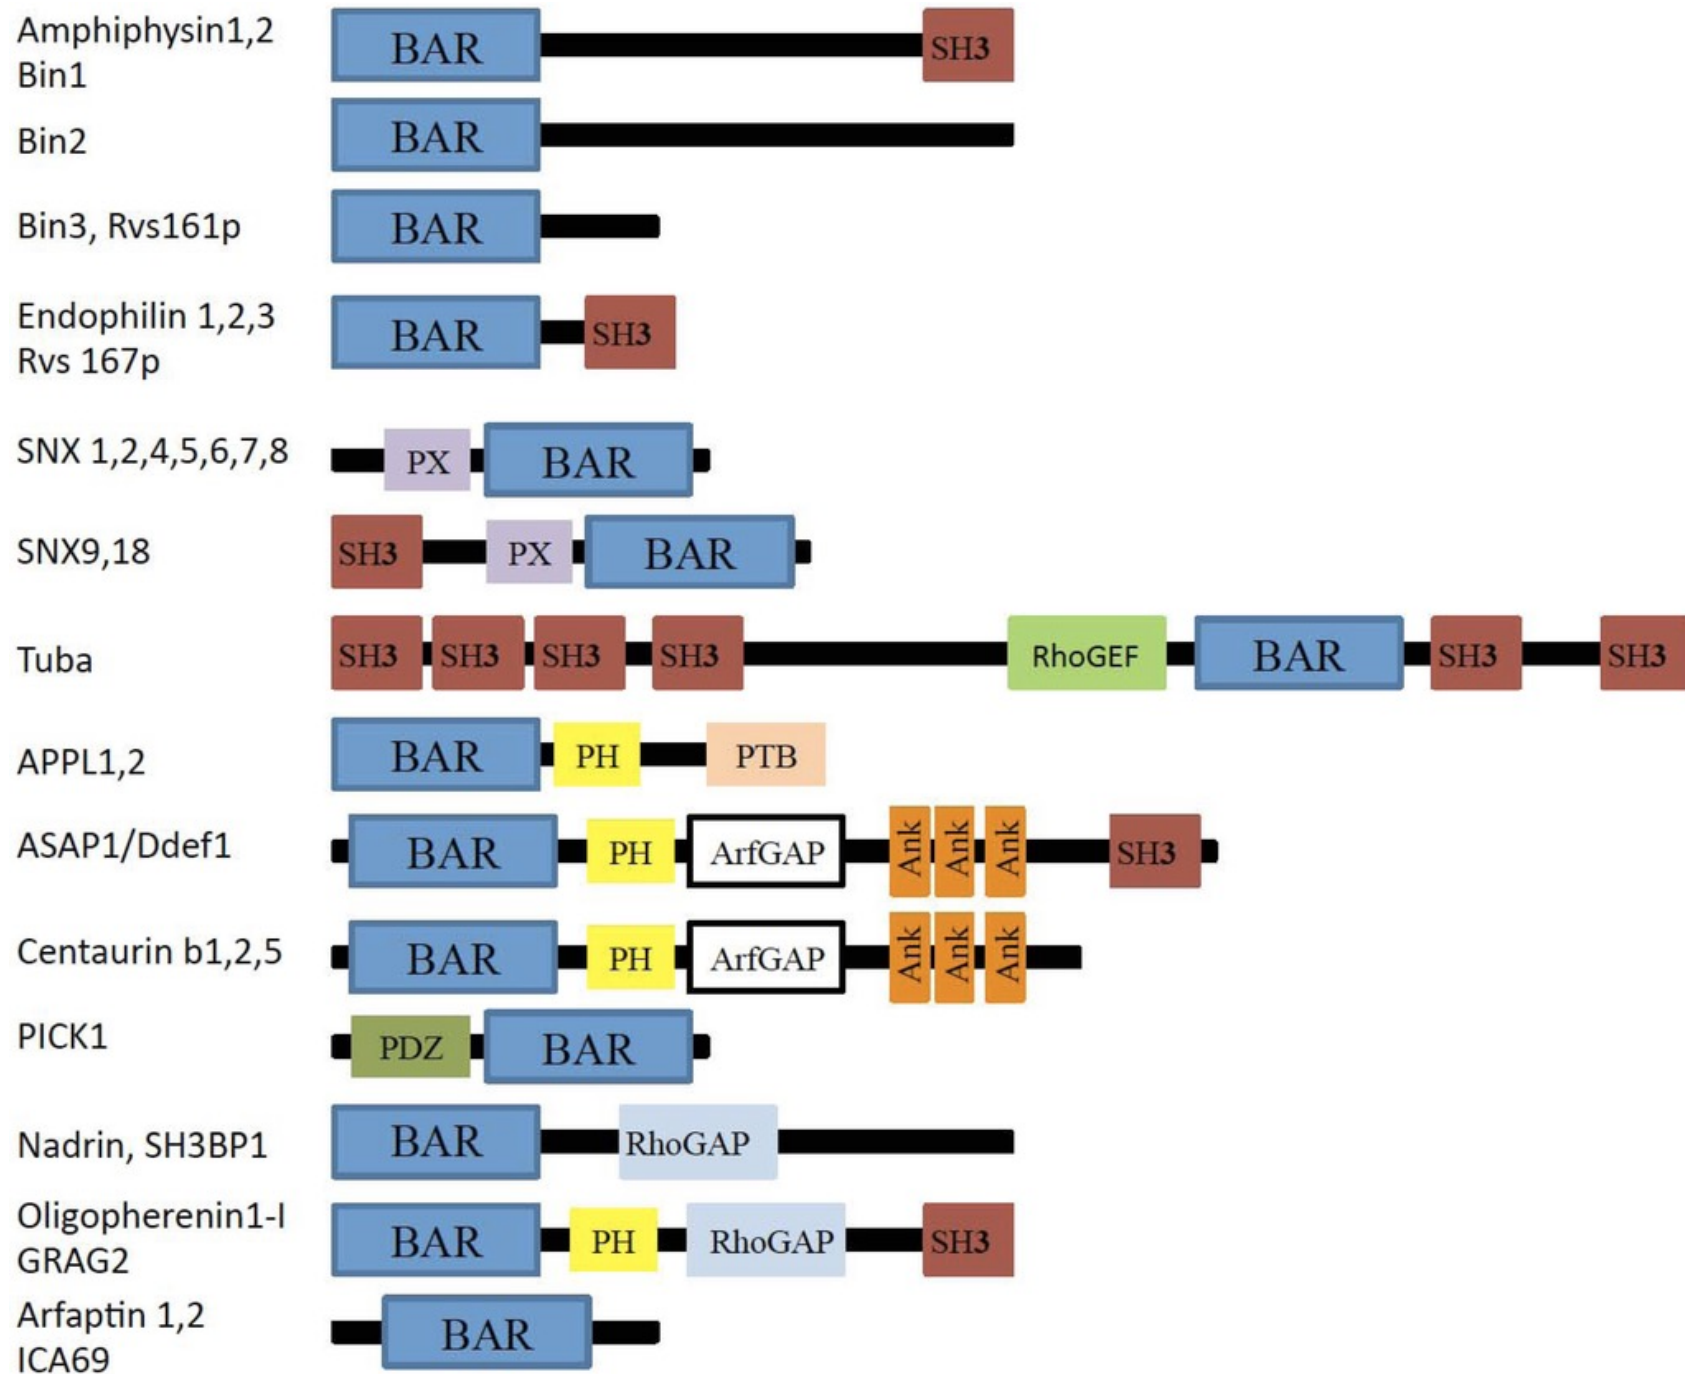 Amphiphysin1,2
Bin1
BAR SH3
Bin2
BAR
Bin3, Rvs161p
BAR
Endophilin 1,2,3
Rvs 167p
BAR SH3
SNX 1,2,4,5,6,7,8
PX BAR
SNX9,18
SH3 PX BAR
Tuba
SH3 SH3 SH3 SH3 RhoGEF BAR SH3 SH3
APPL1,2
BAR PH PTB
ASAP1/Ddef1
BAR PH ArfGAP Ank Ank Ank SH3
Centaurin b1,2,5
BAR PH ArfGAP Ank Ank Ank
PICK1
PDZ BAR
Nadrin, SH3BP1
BAR RhoGAP
Oligopherenin1-I
GRAG2
BAR PH RhoGAP SH3
Arfaptin 1,2
ICA69
BAR